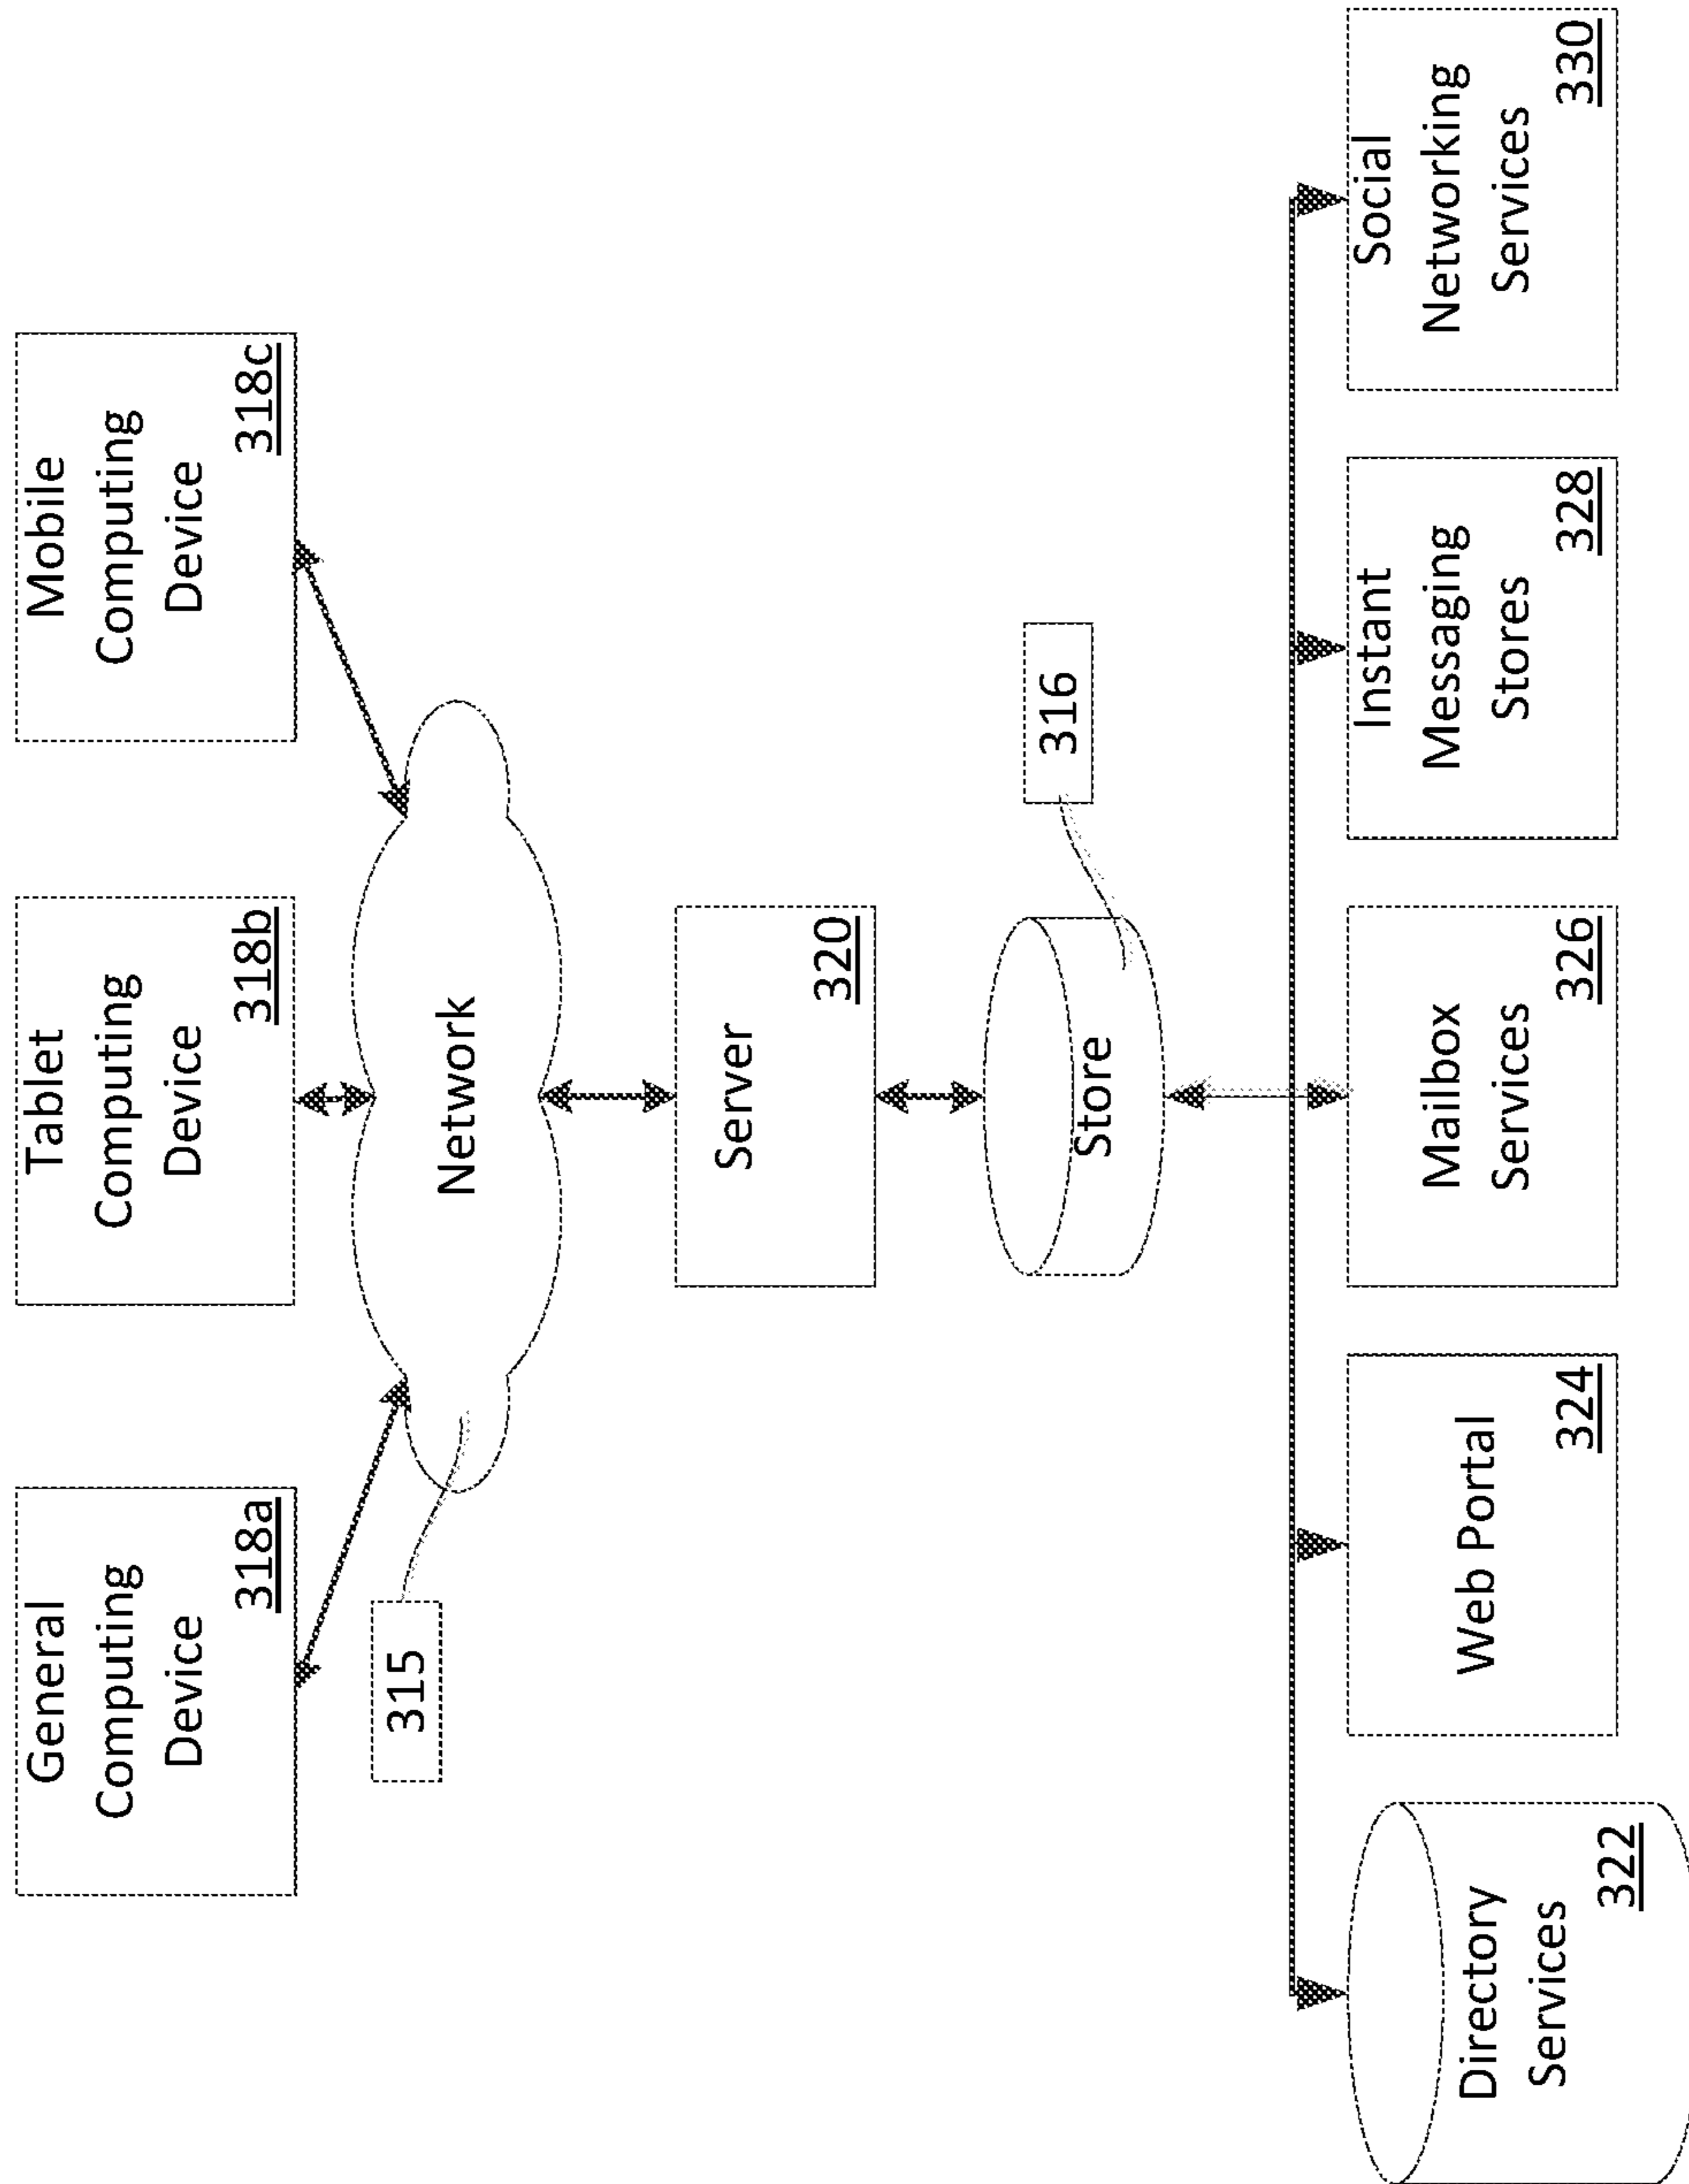 General
Computing
Device
318a
Tablet
Computing
Device
318b
Mobile
Computing
Device
318c
315
Network
Server
320
Store
316
Directory
Services
322
Web Portal
324
Mailbox
Services
326
Instant
Messaging
Stores
328
Social
Networking
Services
330